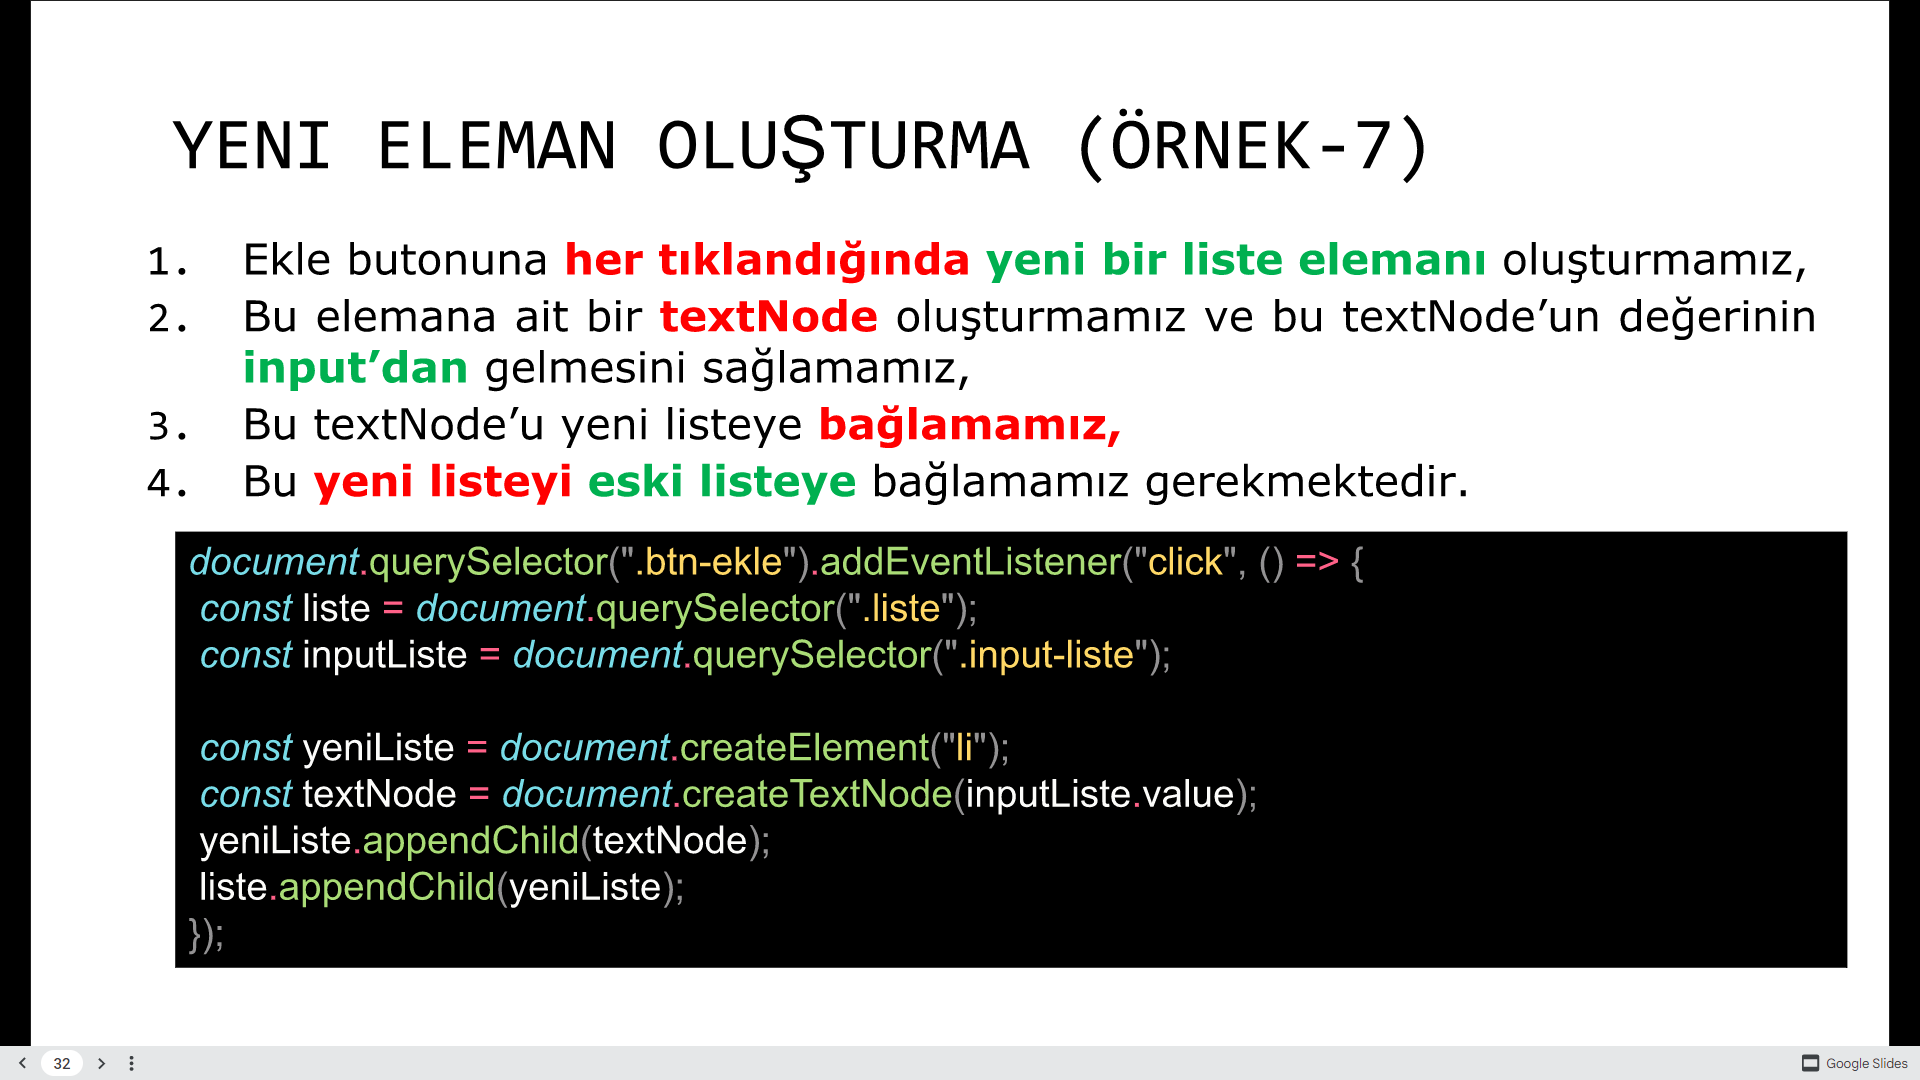 YENI ELEMAN OLUŞTURMA (ÖRNEK-7)
1. Ekle butonuna her tıklandığında yeni bir liste elemanı oluşturmamız,
2. Bu elemana ait bir textNode oluşturmamız ve bu textNode’un değerinin
input’dan gelmesini sağlamamız,
3. Bu textNode’u yeni listeye bağlamamız,
4. Bu yeni listeyi eski listeye bağlamamız gerekmektedir.
document.querySelector(".btn-ekle").addEventListener("click", () => {
const liste = document.querySelector(".liste");
const inputListe = document.querySelector(".input-liste");
const yeniListe = document.createElement("li");
const textNode = document.createTextNode(inputListe.value);
yeniListe.appendChild(textNode);
liste.appendChild(yeniListe);
});
32
Google Slides